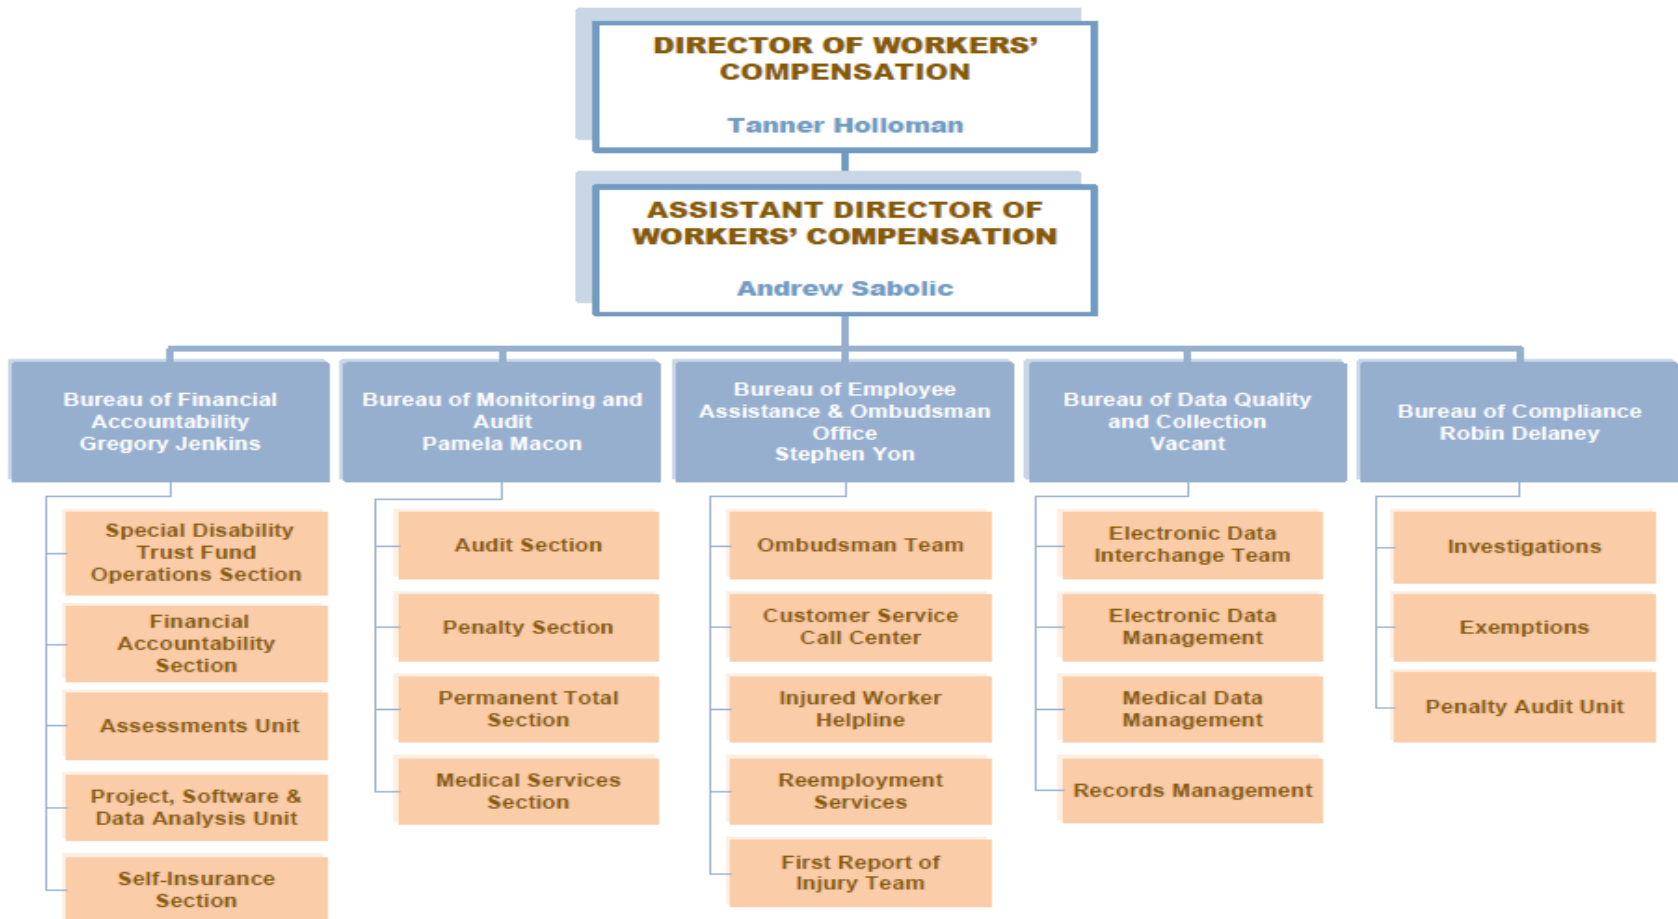 DIRECTOR OF WORKERS'
COMPENSATION
Tanner Holloman
ASSISTANT DIRECTOR OF
WORKERS' COMPENSATION
Andrew Sabolic
Bureau of Financial
Accountability
Gregory Jenkins
Special Disability
Trust Fund
Operations Section
Financial
Accountability
Section
Assessments Unit
Project, Software &
Data Analysis Unit
Self-Insurance
Section
Bureau of Monitoring and
Audit
Pamela Macon
Audit Section
Penalty Section
Permanent Total
Section
Medical Services
Section
Bureau of Employee
Assistance & Ombudsman
Office
Stephen Yon
Ombudsman Team
Customer Service
Call Center
Injured Worker
Helpline
Reemployment
Services
First Report of
Injury Team
Bureau of Data Quality
and Collection
Vacant
Electronic Data
Interchange Team
Electronic Data
Management
Medical Data
Management
Records Management
Bureau of Compliance
Robin Delaney
Investigations
Exemptions
Penalty Audit Unit